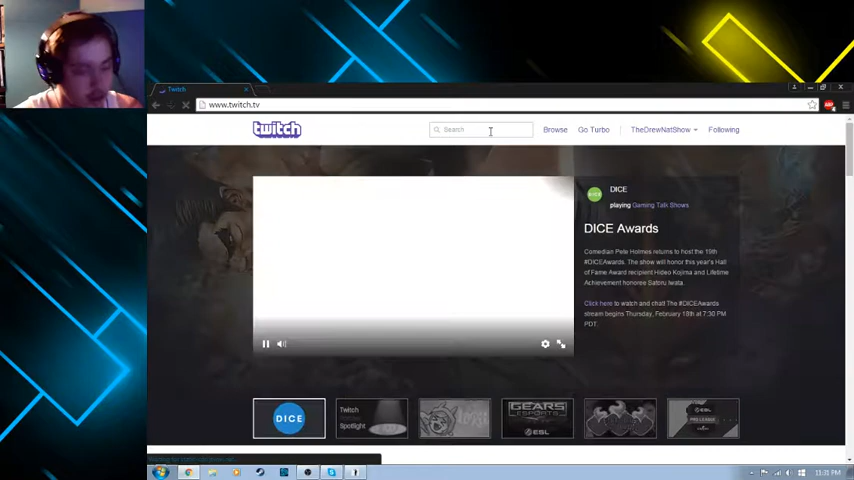 Twitch
www.twitch.tv
twitch
Search
Browse
Go Turbo
TheDrewNatShow
Following
DICE
playing Gaming Talk Shows
DICE Awards
Comedian Pete Holmes returns to host the 19th
#DICEAwards. The show will honor this year's Hall
of Fame Award recipient Hideo Kojima and Lifetime
Achievement honoree Satoru Iwata.
Click here to watch and chat! The #DICEAwards
stream begins Thursday, February 18th at 7:30 PM
PDT.
DICE
Twitch
Spotlight
GEARS
ESPORTS
ESL
ESL
PRO LEAGUE
11:31 PM